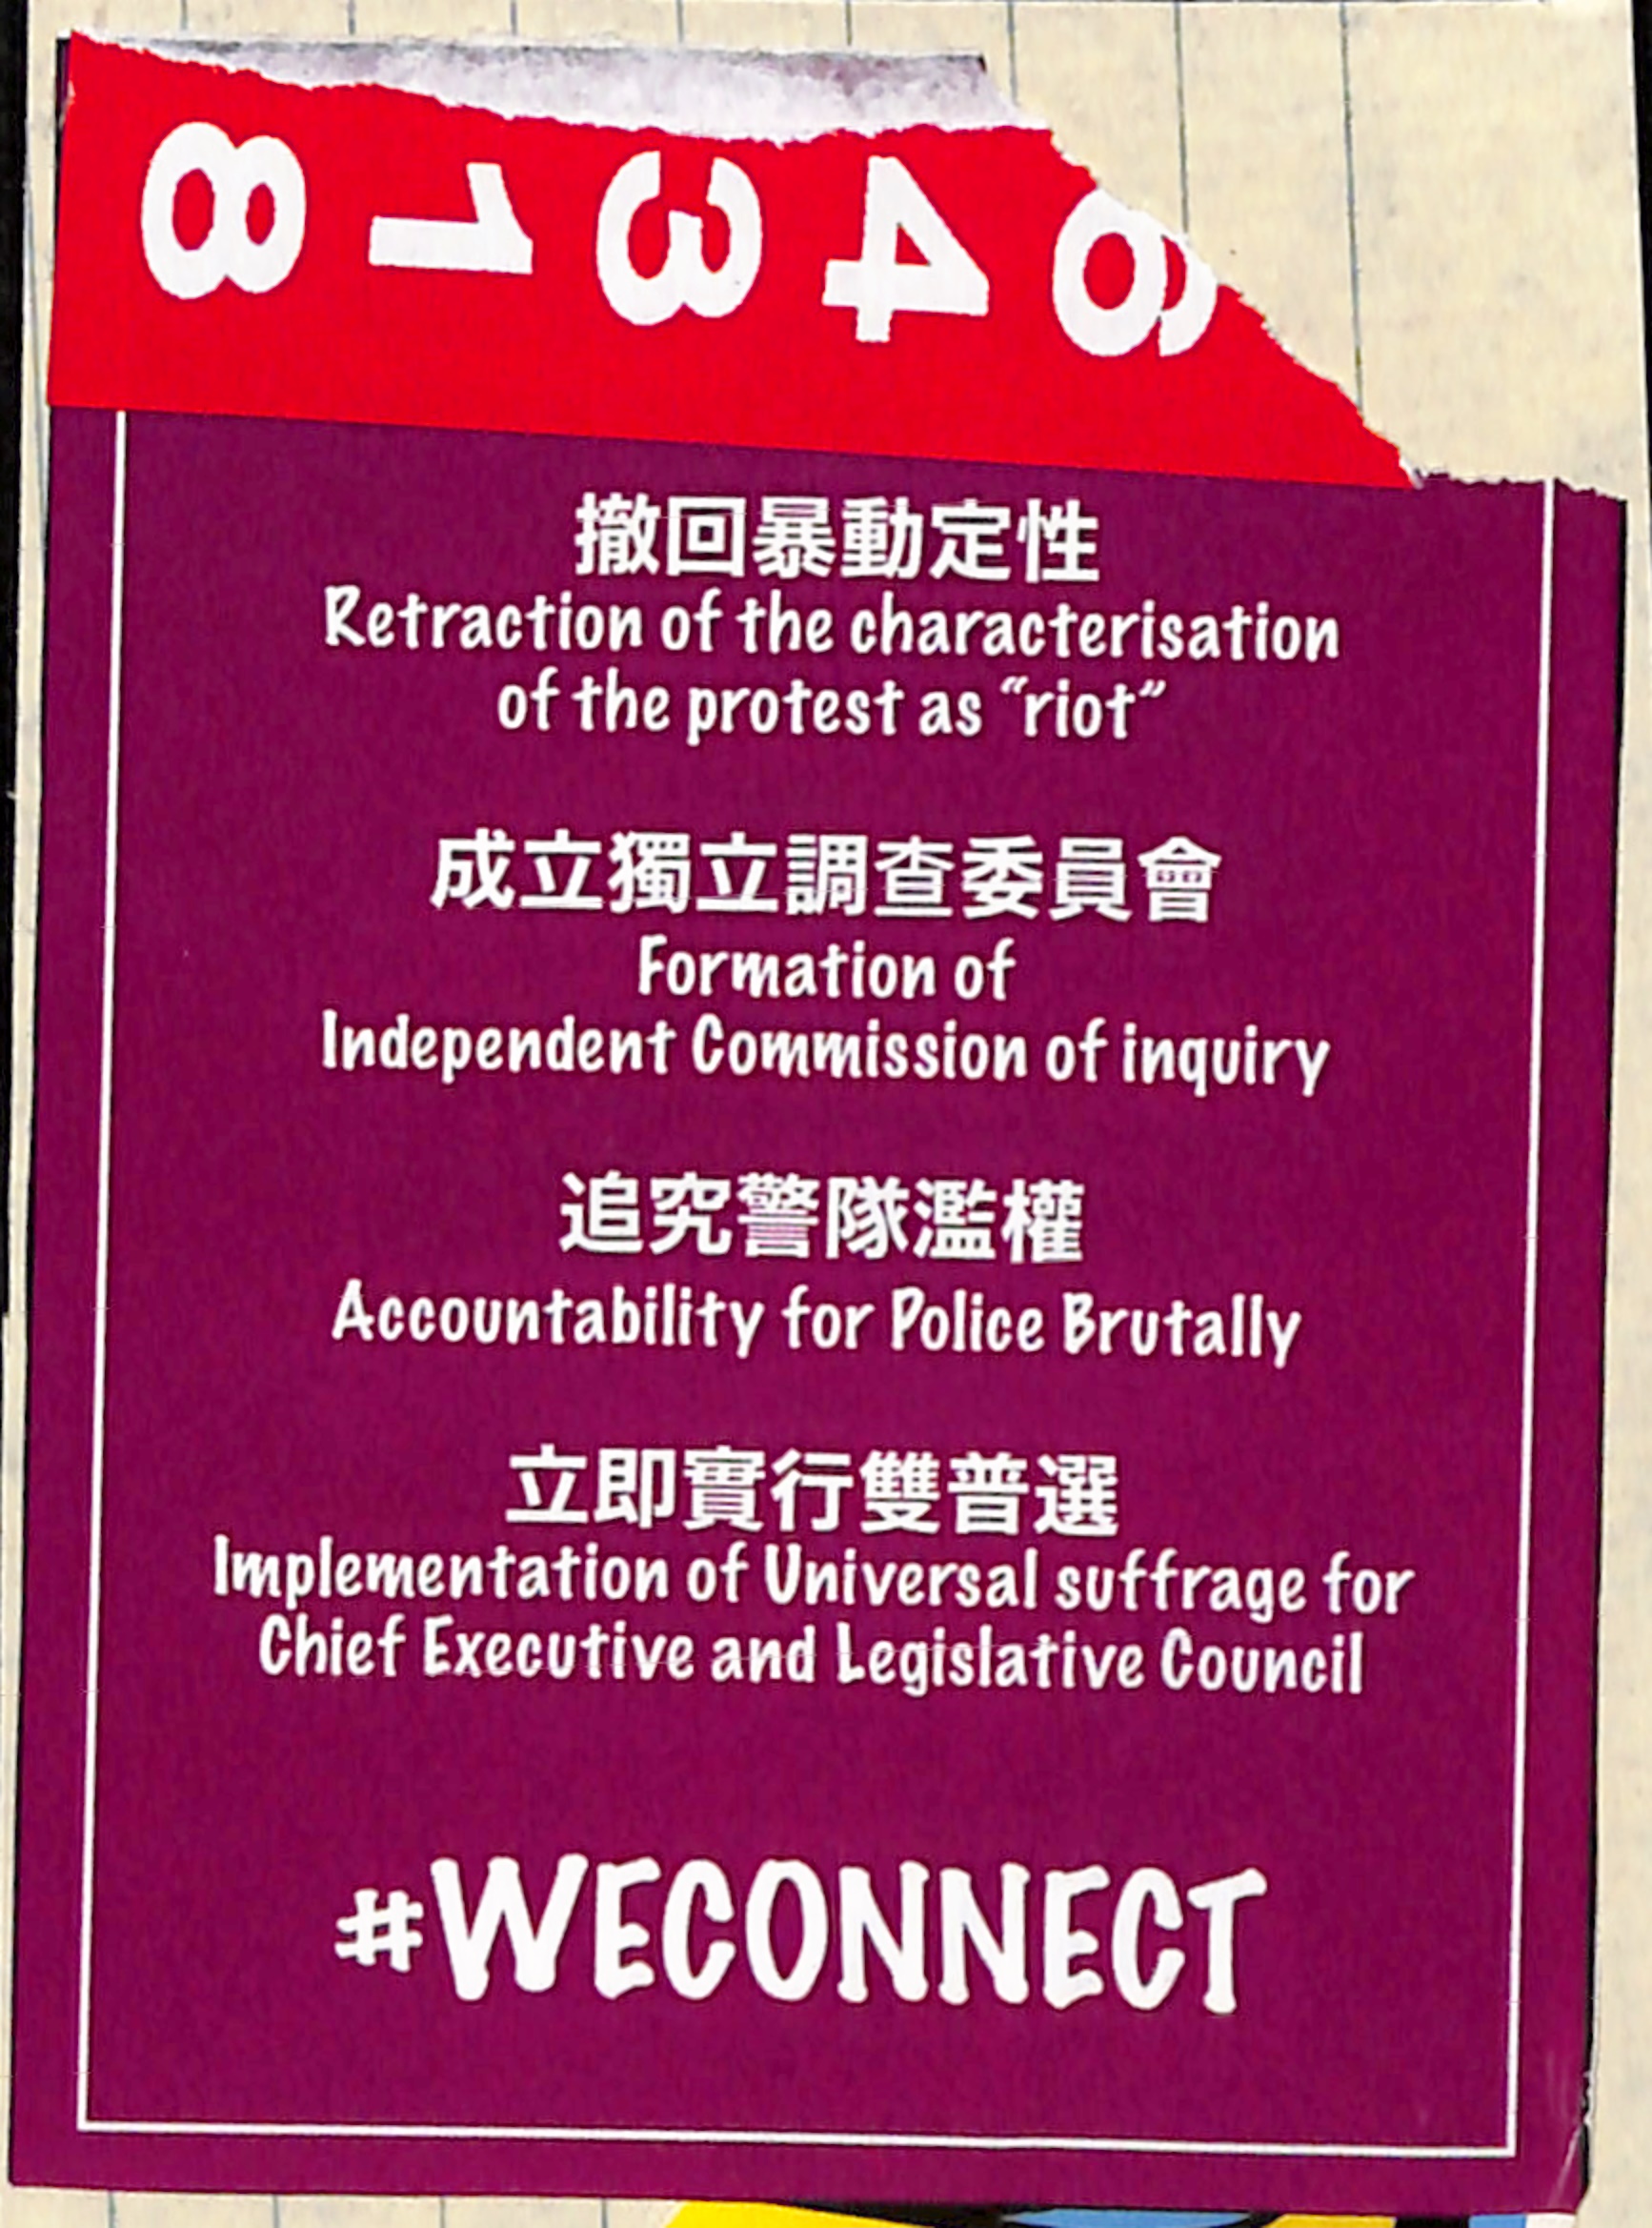 8 1 3 4 6
撤回暴動定性
Retraction of the characterisation
of the protest as “riot”
成立獨立調查委員會
Formation of
Independent Commission of inquiry
追究警隊濫權
Accountability for Police Brutally
立即實行雙普選
Implementation of Universal suffrage for
Chief Executive and Legislative Council
#WECONNECT